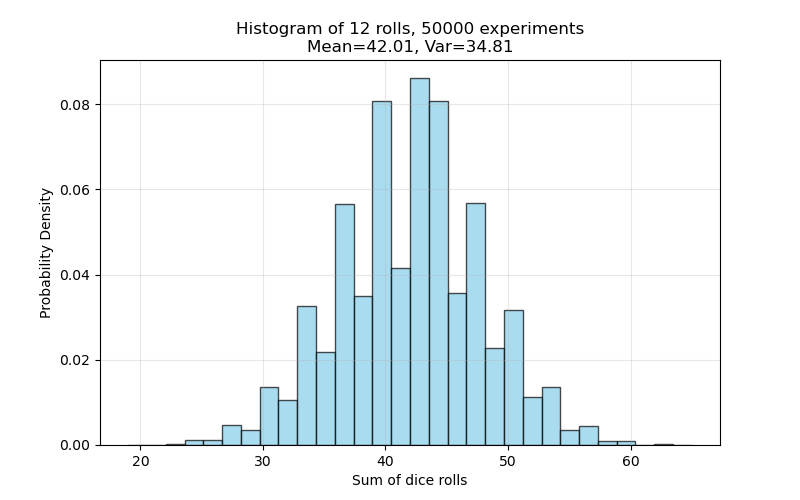 Histogram of 12 rolls, 50000 experiments
Mean=42.01, Var=34.81
Probability Density
0.08
0.06
0.04
0.02
0.00
20 30 40 50 60
Sum of dice rolls